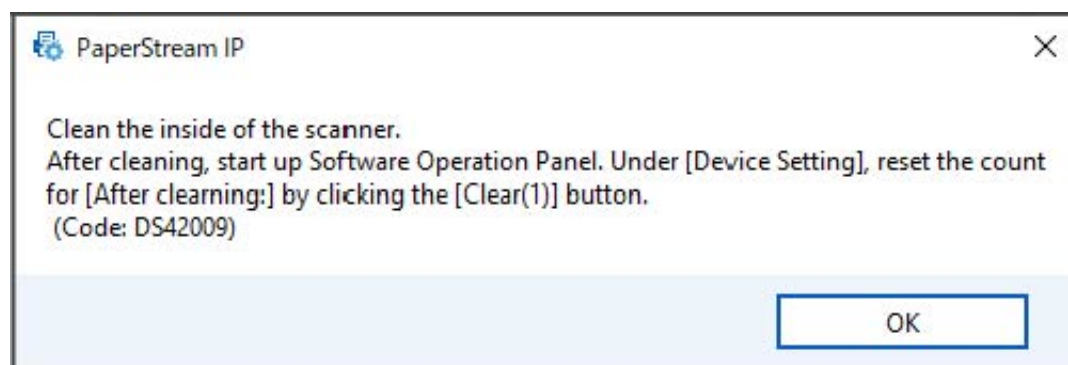 PaperStream IP
Clean the inside of the scanner.
After cleaning, start up Software Operation Panel. Under [Device Setting], reset the count
for [After clearning:] by clicking the [Clear(1)] button.
(Code: DS42009)
OK